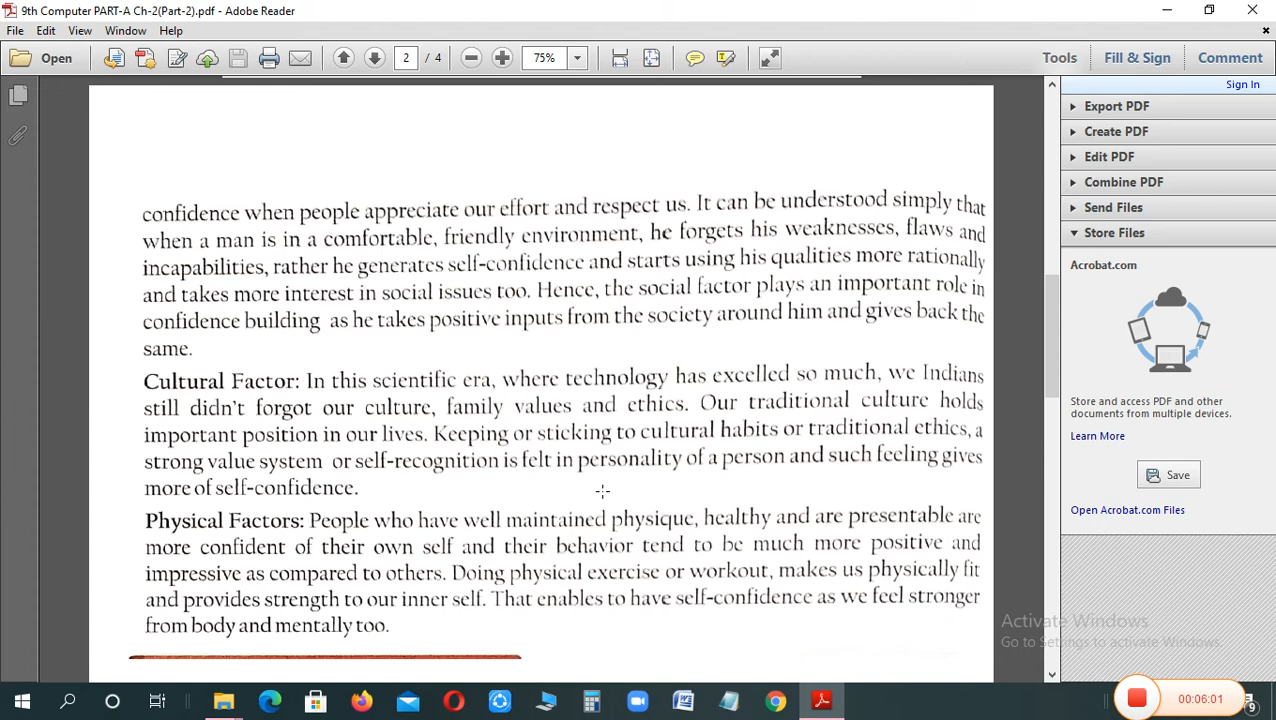 9th Computer PART-A Ch-2(Part-2).pdf - Adobe Reader
File Edit View Window Help
Open 2 / 4 75% Tools Fill & Sign Comment
Sign In
Export PDF
Create PDF
Edit PDF
Combine PDF
Send Files
Store Files
Acrobat.com
Store and access PDF and other
documents from multiple devices.
Learn More
Save
Open Acrobat.com Files
confidence when people appreciate our effort and respect us. It can be understood simply that
when a man is in a comfortable, friendly environment, he forgets his weaknesses, flaws and
incapabilities, rather he generates self-confidence and starts using his qualities more rationally
and takes more interest in social issues too. Hence, the social factor plays an important role in
confidence building as he takes positive inputs from the society around him and gives back the
same.
Cultural Factor: In this scientific era, where technology has excelled so much, we Indians
still didn't forgot our culture, family values and ethics. Our traditional culture holds
important position in our lives. Keeping or sticking to cultural habits or traditional ethics, a
strong value system or self-recognition is felt in personality of a person and such feeling gives
more of self-confidence.
Physical Factors: People who have well maintained physique, healthy and are presentable are
more confident of their own self and their behavior tend to be much more positive and
impressive as compared to others. Doing physical exercise or workout, makes us physically fit
and provides strength to our inner self. That enables to have self-confidence as we feel stronger
from body and mentally too.
Activate Windows
Go to Settings to activate Windows.
00:06:01
9